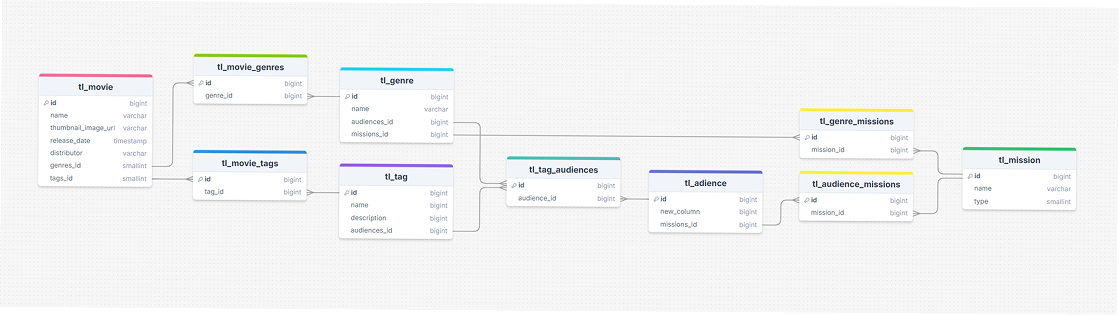 tl_movie
id bigint
name varchar
thumbnail_image_url varchar
release_date timestamp
distributor varchar
genres_id smallint
tags_id smallint
tl_movie_genres
id bigint
genre_id bigint
tl_movie_tags
id bigint
tag_id bigint
tl_genre
id bigint
name varchar
audiences_id bigint
missions_id bigint
tl_tag
id bigint
name bigint
description bigint
audiences_id bigint
tl_tag_audiences
id bigint
audience_id bigint
tl_adience
id bigint
new_column bigint
missions_id bigint
tl_genre_missions
id bigint
mission_id bigint
tl_audience_missions
id bigint
mission_id bigint
tl_mission
id bigint
name varchar
type smallint